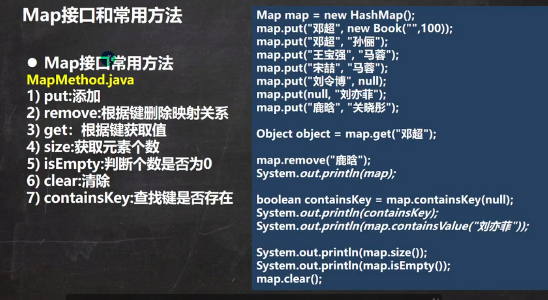 Map接口和常用方法
● Map接口常用方法
MapMethod.java
1) put:添加
2) remove:根据键删除映射关系
3) get：根据键获取值
4) size:获取元素个数
5) isEmpty:判断个数是否为0
6) clear:清除
7) containsKey:查找键是否存在
Map map = new HashMap();
map.put("邓超", new Book("",100));
map.put("邓超", "孙俪");
map.put("王宝强", "马蓉");
map.put("宋喆", "马蓉");
map.put("刘令博", null);
map.put(null, "刘亦菲");
map.put("鹿晗", "关晓彤");
Object object = map.get("邓超");
map.remove("鹿晗");
System.out.println(map);
boolean containsKey = map.containsKey(null);
System.out.println(containsKey);
System.out.println(map.containsValue("刘亦菲"));
System.out.println(map.size());
System.out.println(map.isEmpty());
map.clear();